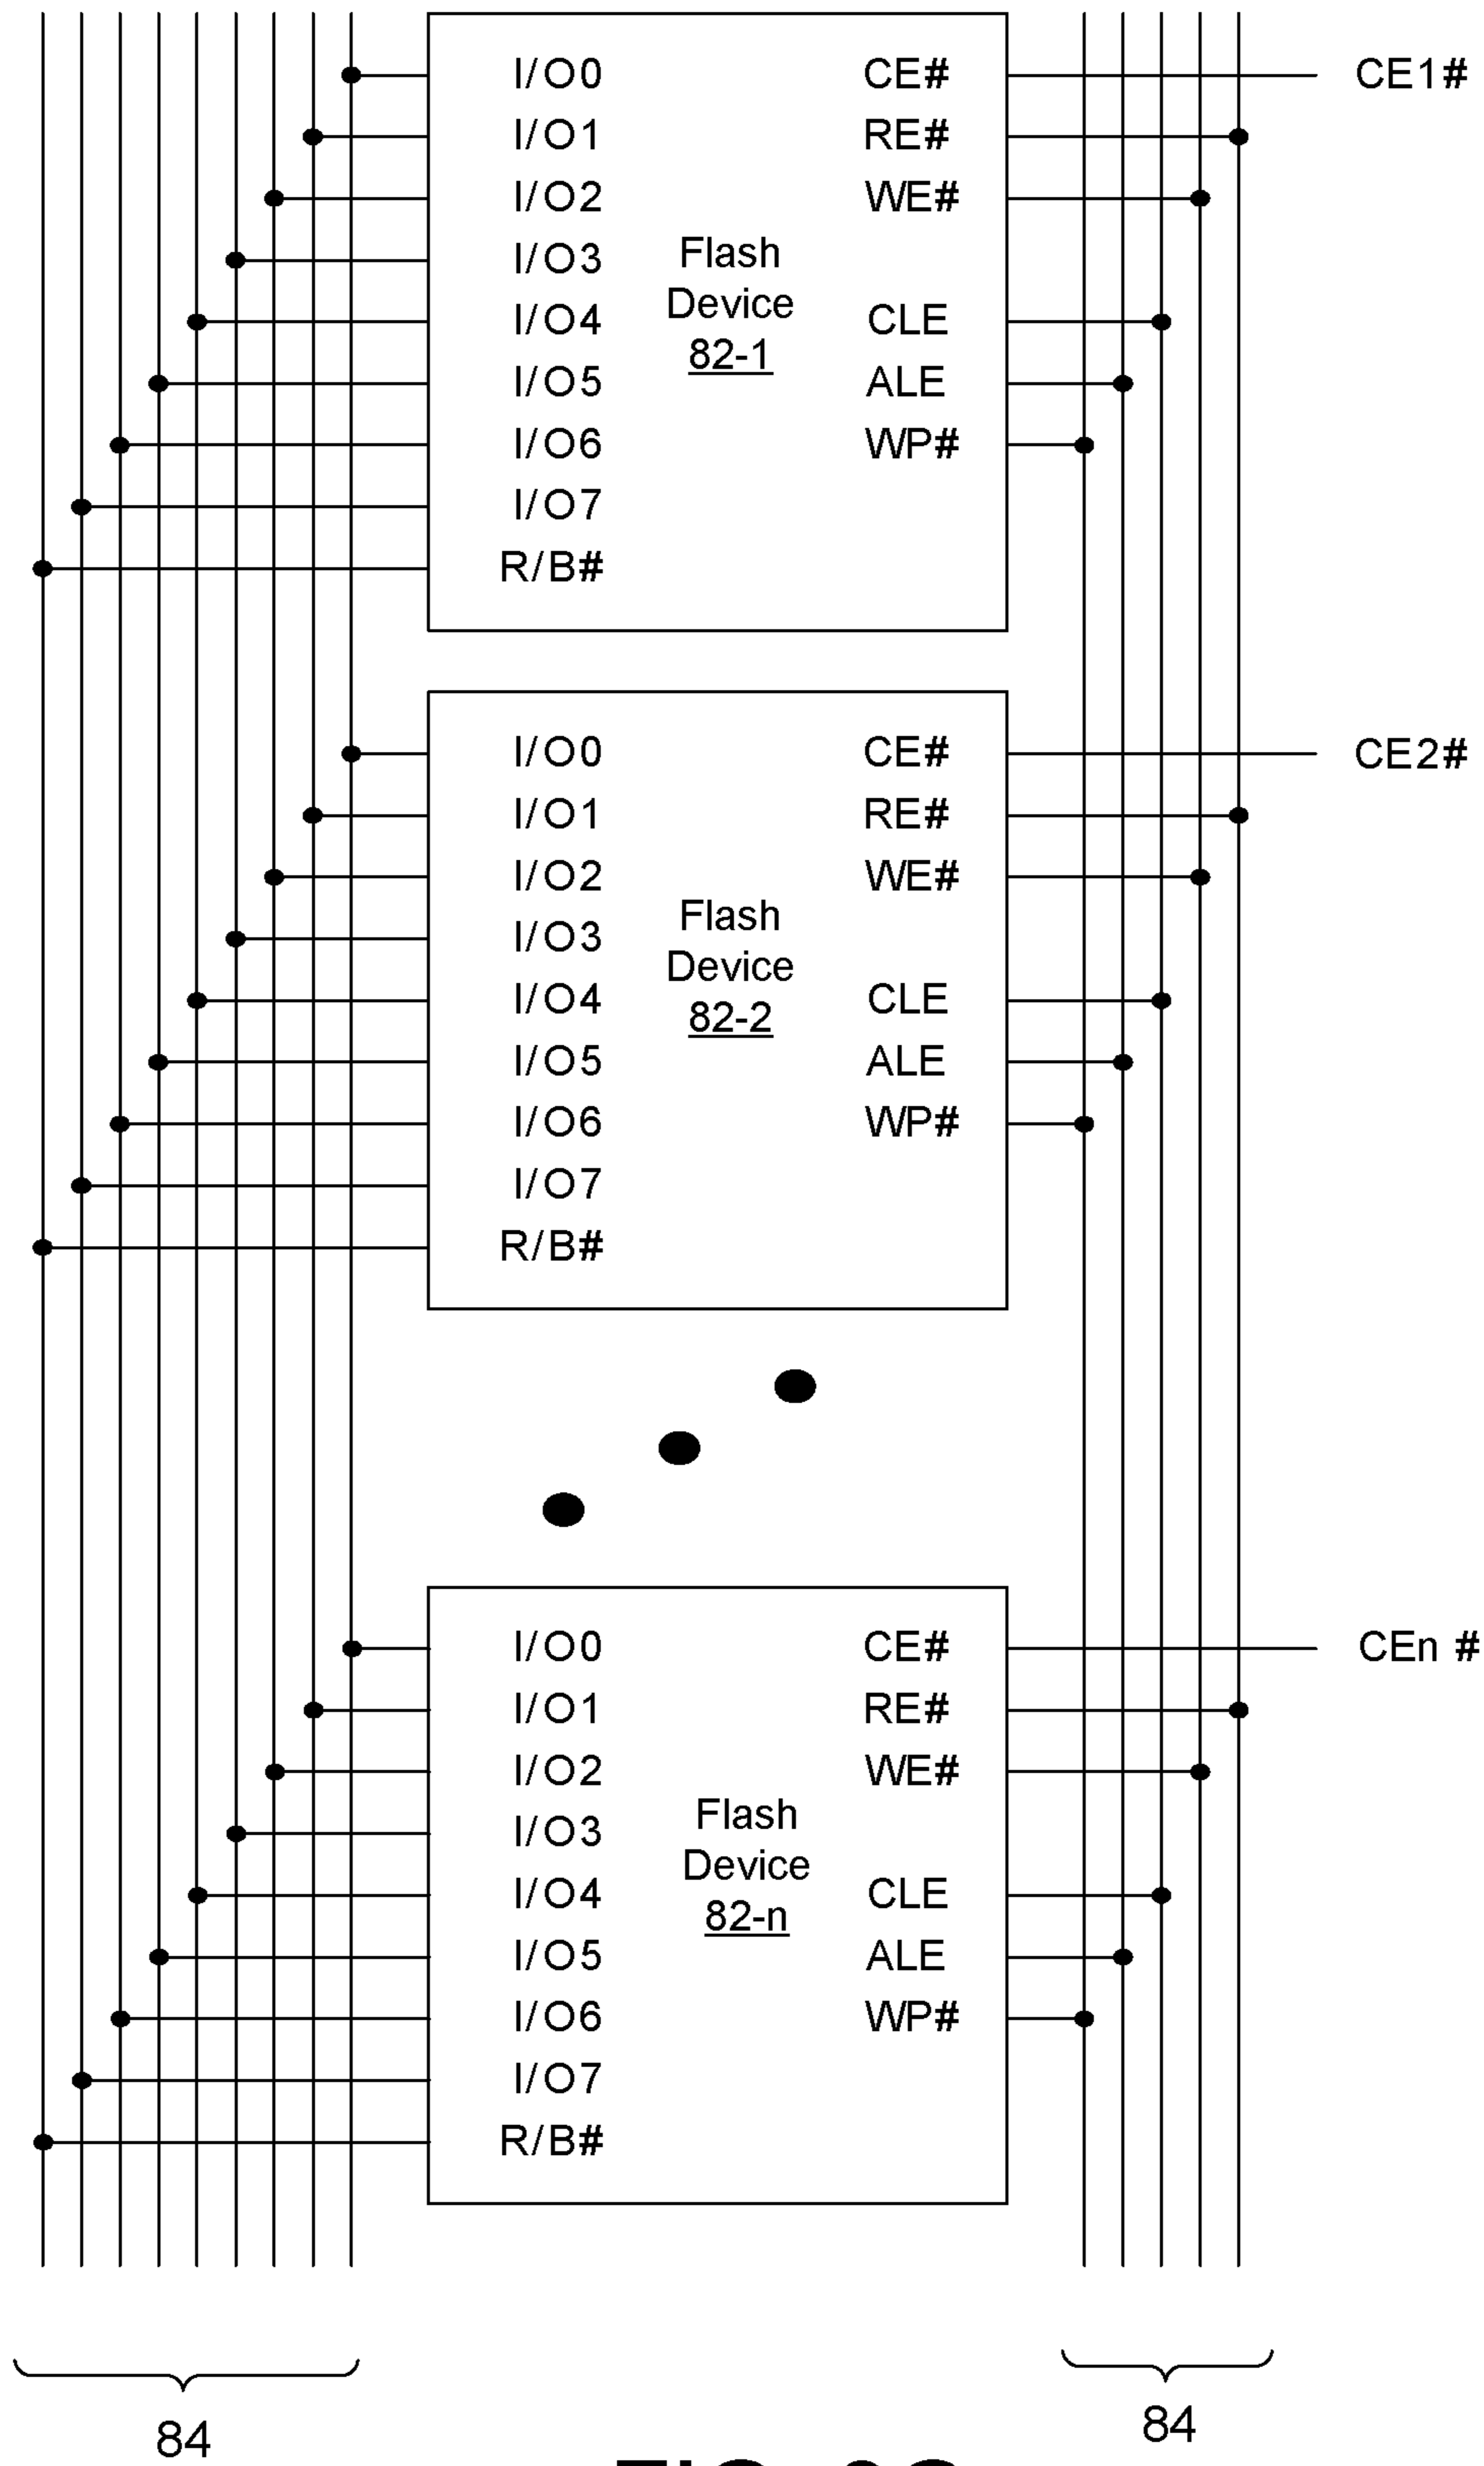 I/O0 CE# CE1#
I/O1 RE#
I/O2 WE#
Flash
I/O3
Device
I/O4 CLE
82-1
I/O5 ALE
I/O6 WP#
I/O7
R/B#
I/O0 CE# CE2#
I/O1 RE#
I/O2 WE#
Flash
I/O3
Device
I/O4 CLE
82-2
I/O5 ALE
I/O6 WP#
I/O7
R/B#
I/O0 CE# CEn #
I/O1 RE#
I/O2 WE#
Flash
I/O3
Device
I/O4 CLE
82-n
I/O5 ALE
I/O6 WP#
I/O7
R/B#
84 84